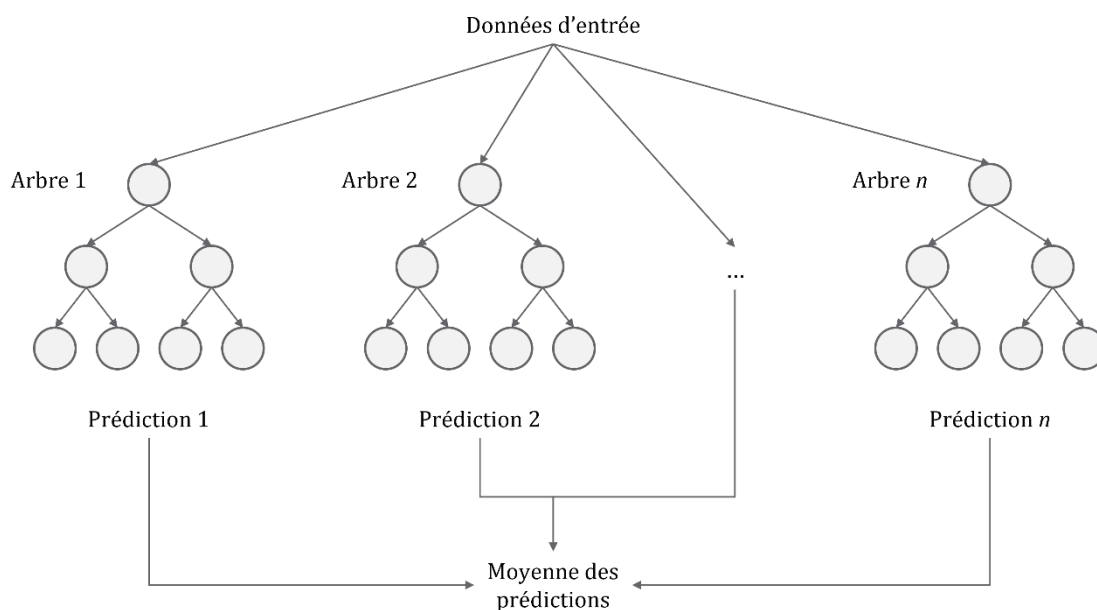 Données d'entrée
Arbre 1
Arbre 2
Arbre n
...
Prédiction 1
Prédiction 2
Prédiction n
Moyenne des
prédictions